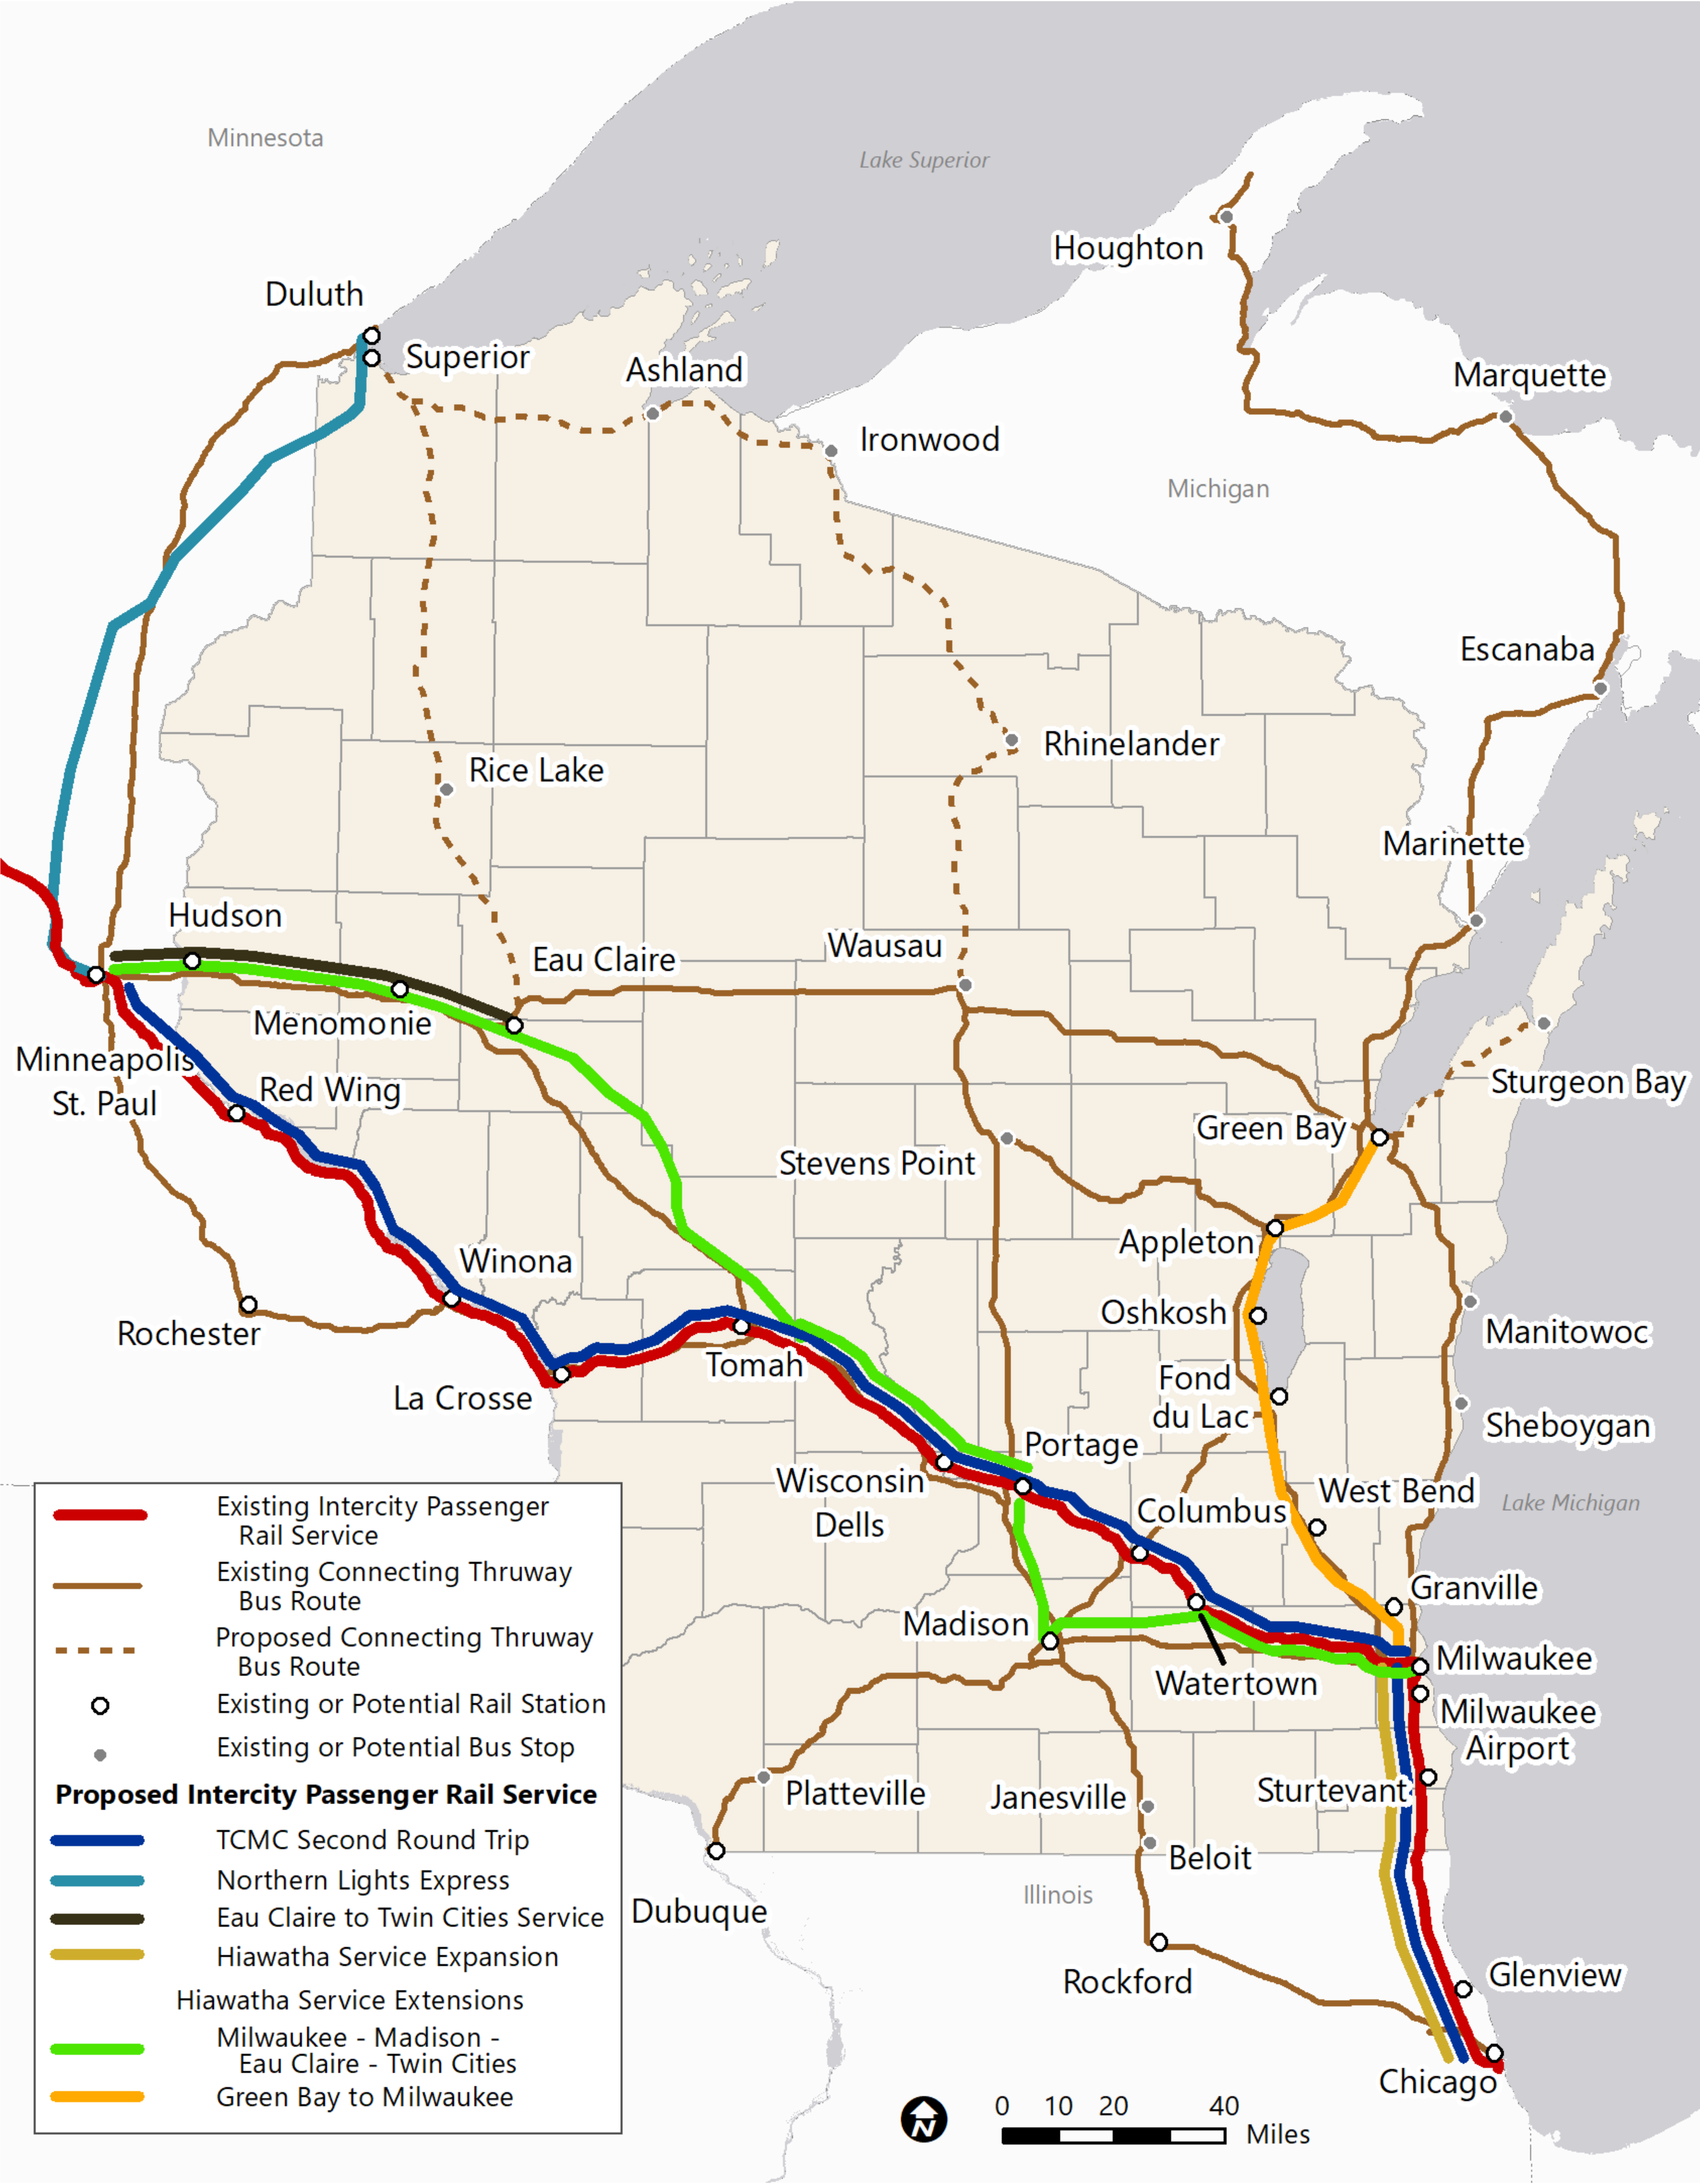 Minnesota
Lake Superior
Houghton
Duluth
Superior
Ashland
Marquette
Ironwood
Michigan
Escanaba
Rhinelander
Rice Lake
Marinette
Hudson
Wausau
Eau Claire
Menomonie
Minneapolis
St. Paul
Red Wing
Sturgeon Bay
Green Bay
Stevens Point
Appleton
Winona
Oshkosh
Rochester
Manitowoc
Tomah
La Crosse
Fond
du Lac
Sheboygan
Portage
Wisconsin
Dells
Columbus
West Bend
Lake Michigan
Granville
Madison
Milwaukee
Watertown
Milwaukee
Airport
Platteville
Janesville
Sturtevant
Beloit
Illinois
Dubuque
Rockford
Glenview
Chicago
Existing Intercity Passenger
Rail Service
Existing Connecting Thruway
Bus Route
Proposed Connecting Thruway
Bus Route
Existing or Potential Rail Station
Existing or Potential Bus Stop
Proposed Intercity Passenger Rail Service
TCMC Second Round Trip
Northern Lights Express
Eau Claire to Twin Cities Service
Hiawatha Service Expansion
Hiawatha Service Extensions
Milwaukee - Madison -
Eau Claire - Twin Cities
Green Bay to Milwaukee
N
0 10 20 40
Miles